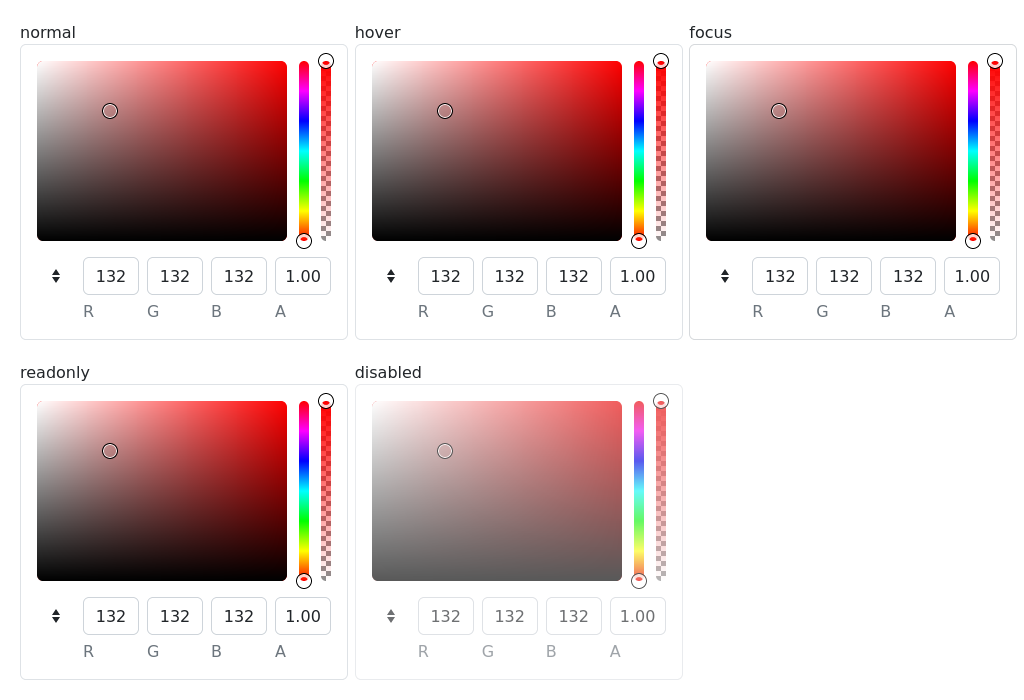 normal hover focus
132 132 132 1.00 132 132 132 1.00 132 132 132 1.00
R G B A R G B A R G B A
readonly disabled
132 132 132 1.00 132 132 132 1.00
R G B A R G B A